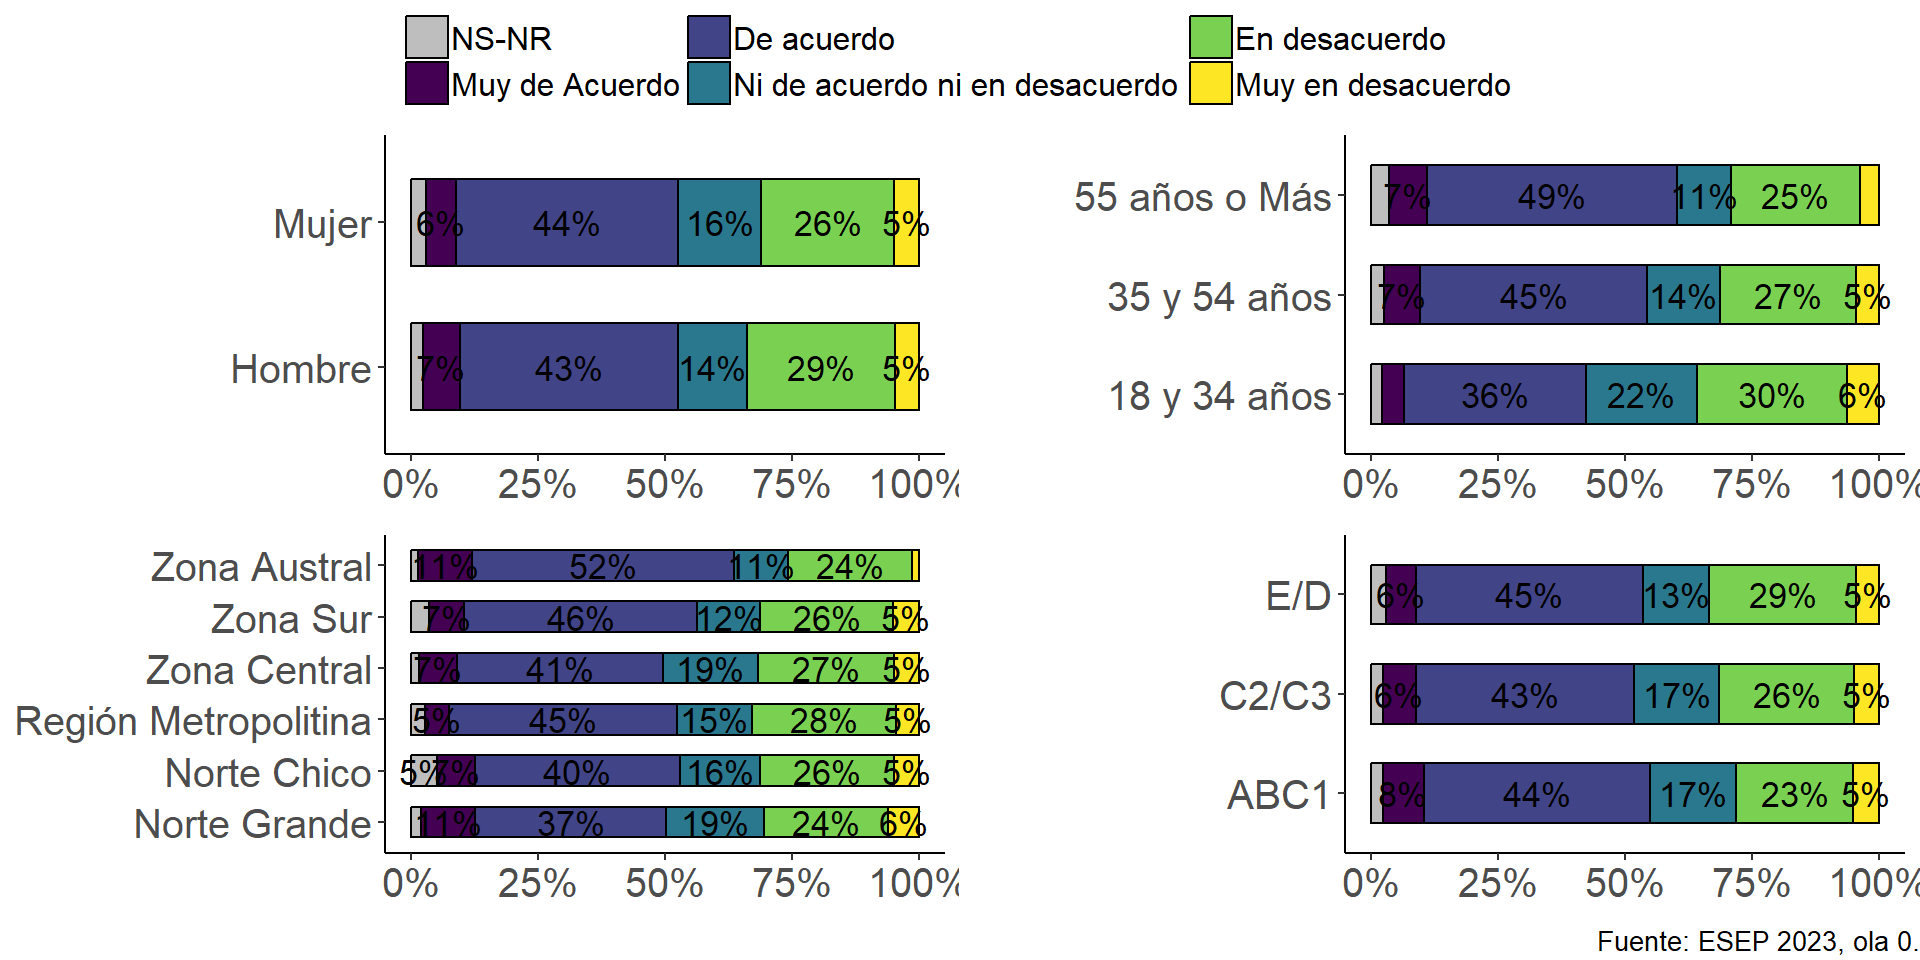 NS-NR De acuerdo En desacuerdo
Muy de Acuerdo Ni de acuerdo ni en desacuerdo Muy en desacuerdo
Mujer 6% 44% 16% 26% 5%
Hombre 7% 43% 14% 29% 5%
0% 25% 50% 75% 100%
55 años o Más 7% 49% 11% 25%
35 y 54 años 7% 45% 14% 27% 5%
18 y 34 años 36% 22% 30% 6%
0% 25% 50% 75% 100%
Zona Austral 11% 52% 11% 24%
Zona Sur 7% 46% 12% 26% 5%
Zona Central 7% 41% 19% 27% 5%
Región Metropolitina 5% 45% 15% 28% 5%
Norte Chico 5% 7% 40% 16% 26% 5%
Norte Grande 11% 37% 19% 24% 6%
0% 25% 50% 75% 100%
E/D 6% 45% 13% 29% 5%
C2/C3 6% 43% 17% 26% 5%
ABC1 8% 44% 17% 23% 5%
0% 25% 50% 75% 100%
Fuente: ESEP 2023, ola 0.